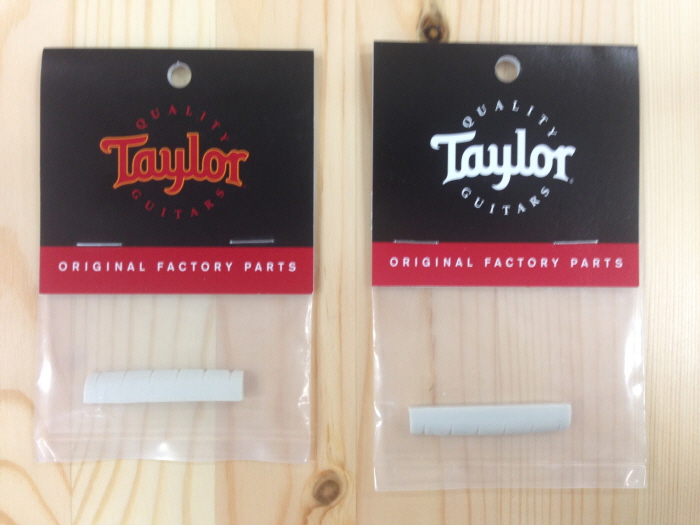 QUALITY
Taylor
GUITARS
ORIGINAL FACTORY PARTS
QUALITY
Taylor
GUITARS
ORIGINAL FACTORY PARTS